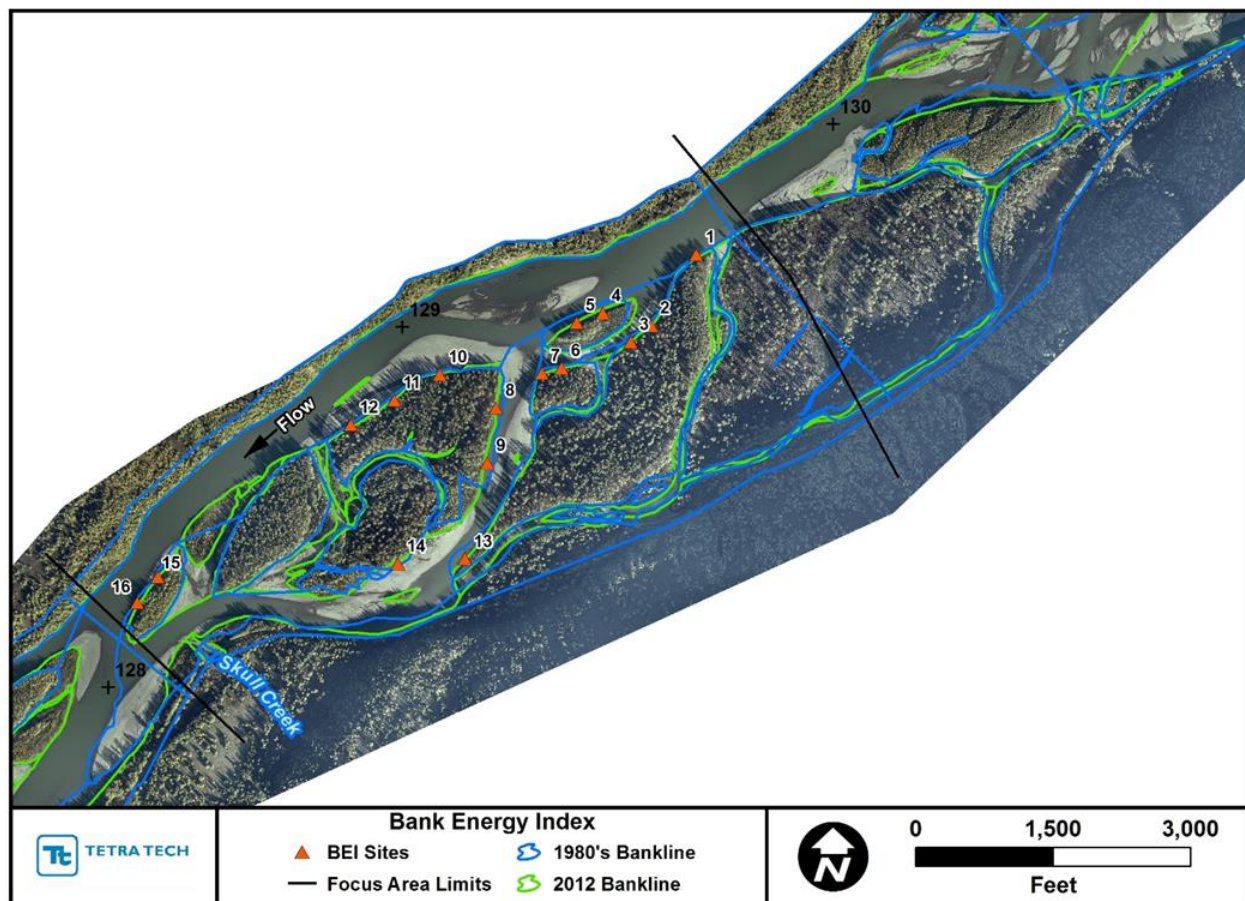 130
1
129
5
4
2
3
7
6
10
8
11
12
Flow
9
14
13
15
16
128
Skull Creek
Tt TETRA TECH
Bank Energy Index
BEI Sites
1980's Bankline
Focus Area Limits
2012 Bankline
N
0
1,500
3,000
Feet